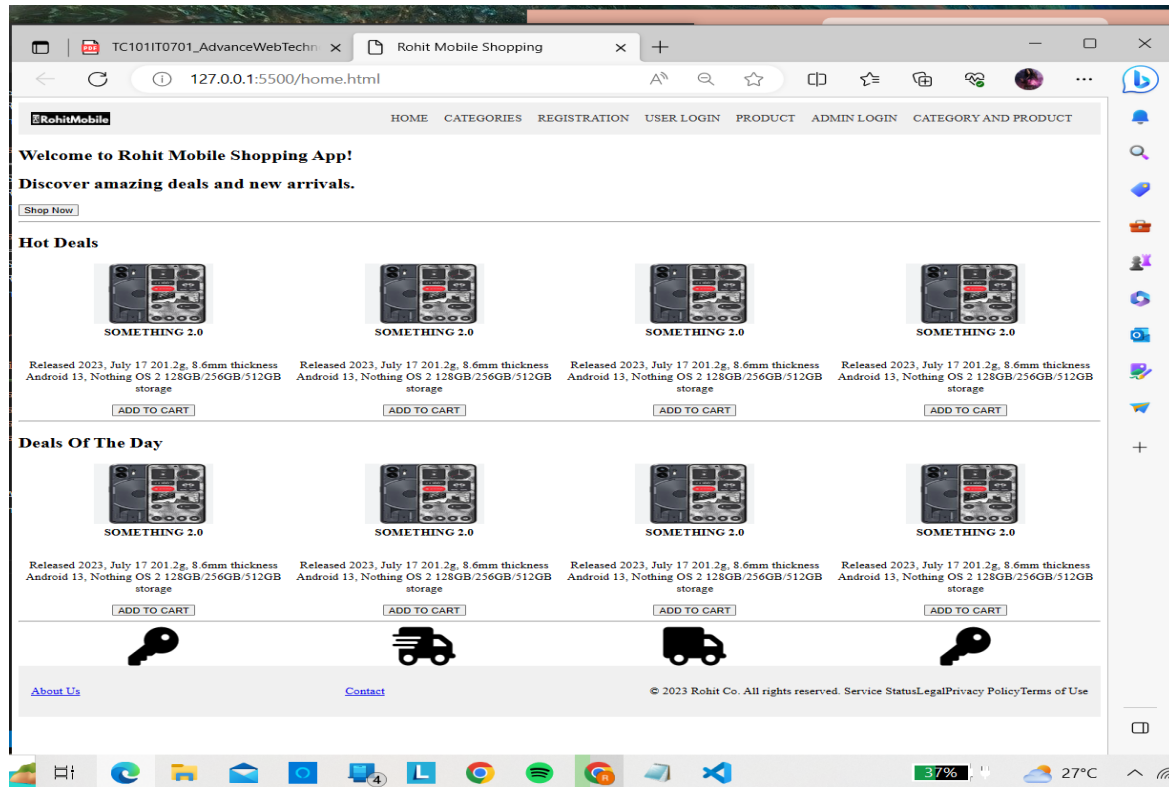 TC101IT0701_AdvanceWebTechn
Rohit Mobile Shopping
127.0.0.1:5500/home.html
RohitMobile
HOME CATEGORIES REGISTRATION USER LOGIN PRODUCT ADMIN LOGIN CATEGORY AND PRODUCT
Welcome to Rohit Mobile Shopping App!
Discover amazing deals and new arrivals.
Shop Now
Hot Deals
SOMETHING 2.0 SOMETHING 2.0 SOMETHING 2.0 SOMETHING 2.0
Released 2023, July 17 201.2g, 8.6mm thickness Released 2023, July 17 201.2g, 8.6mm thickness Released 2023, July 17 201.2g, 8.6mm thickness Released 2023, July 17 201.2g, 8.6mm thickness
Android 13, Nothing OS 2 128GB/256GB/512GB Android 13, Nothing OS 2 128GB/256GB/512GB Android 13, Nothing OS 2 128GB/256GB/512GB Android 13, Nothing OS 2 128GB/256GB/512GB
storage storage storage storage
ADD TO CART ADD TO CART ADD TO CART ADD TO CART
Deals Of The Day
SOMETHING 2.0 SOMETHING 2.0 SOMETHING 2.0 SOMETHING 2.0
Released 2023, July 17 201.2g, 8.6mm thickness Released 2023, July 17 201.2g, 8.6mm thickness Released 2023, July 17 201.2g, 8.6mm thickness Released 2023, July 17 201.2g, 8.6mm thickness
Android 13, Nothing OS 2 128GB/256GB/512GB Android 13, Nothing OS 2 128GB/256GB/512GB Android 13, Nothing OS 2 128GB/256GB/512GB Android 13, Nothing OS 2 128GB/256GB/512GB
storage storage storage storage
ADD TO CART ADD TO CART ADD TO CART ADD TO CART
About Us Contact © 2023 Rohit Co. All rights reserved. Service StatusLegalPrivacy PolicyTerms of Use
37% 27°C